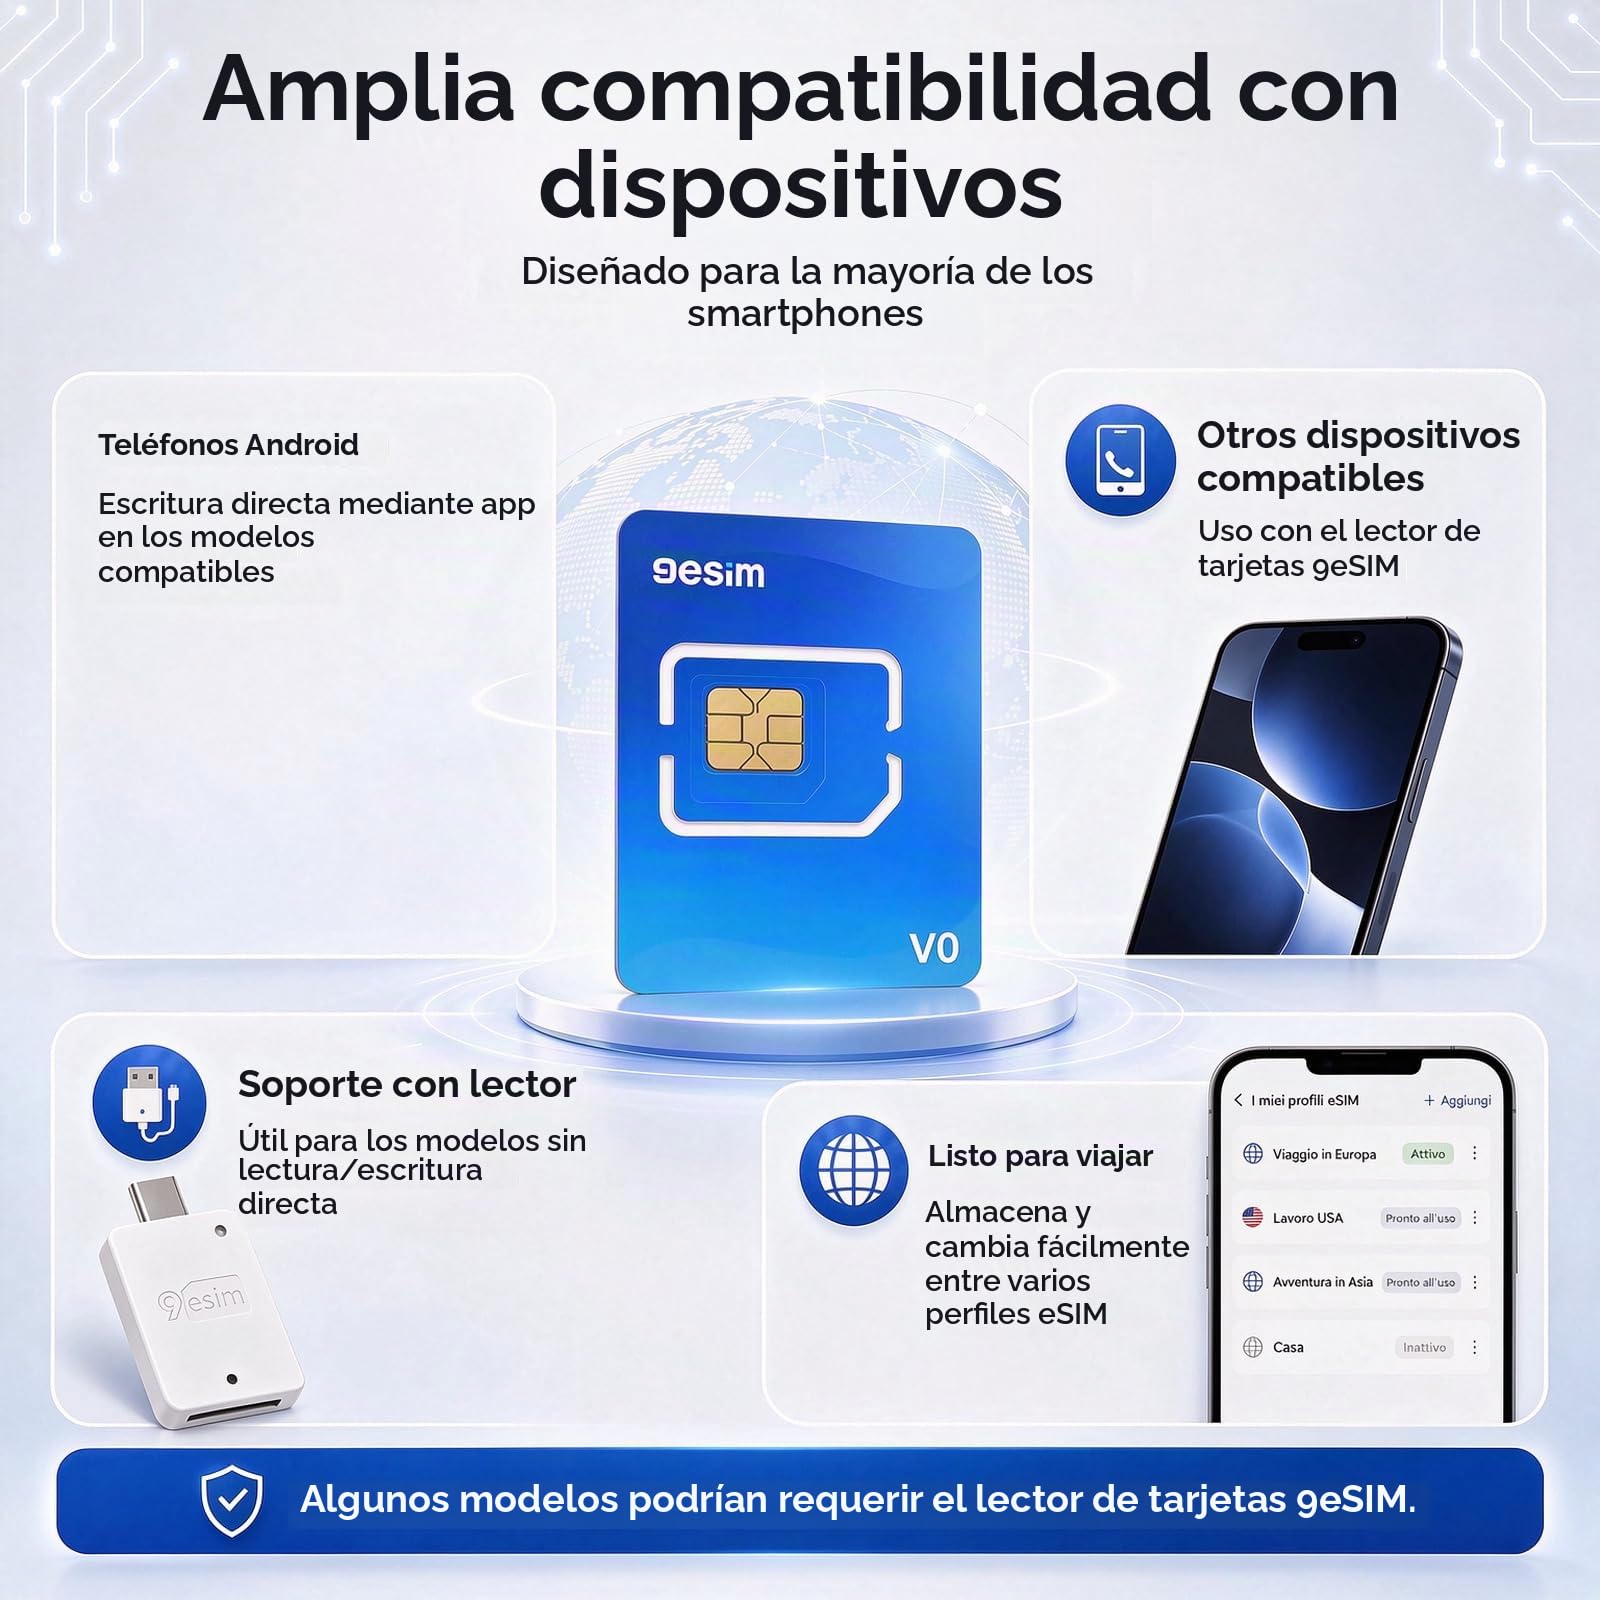 Amplia compatibilidad con
dispositivos
Diseñado para la mayoría de los
smartphones
Teléfonos Android
Escritura directa mediante app
en los modelos
compatibles
Otros dispositivos
compatibles
Uso con el lector de
tarjetas 9eSIM
9esim
V0
Soporte con lector
Útil para los modelos sin
lectura/escritura
directa
9esim
Listo para viajar
Almacena y
cambia fácilmente
entre varios
perfiles eSIM
I miei profili eSIM + Aggiungi
Viaggio in Europa Attivo
Lavoro USA Pronto all'uso
Avventura in Asia Pronto all'uso
Casa Inattivo
Algunos modelos podrían requerir el lector de tarjetas 9eSIM.